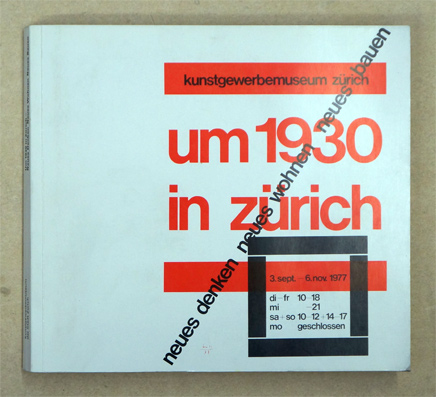 kunstgewerbemuseum zürich
um 1930
in zürich
neues denken neues wohnen neues bauen
3. sept. – 6. nov. 1977
di–fr 10–18
mi –21
sa + so 10–12 + 14–17
mo geschlossen